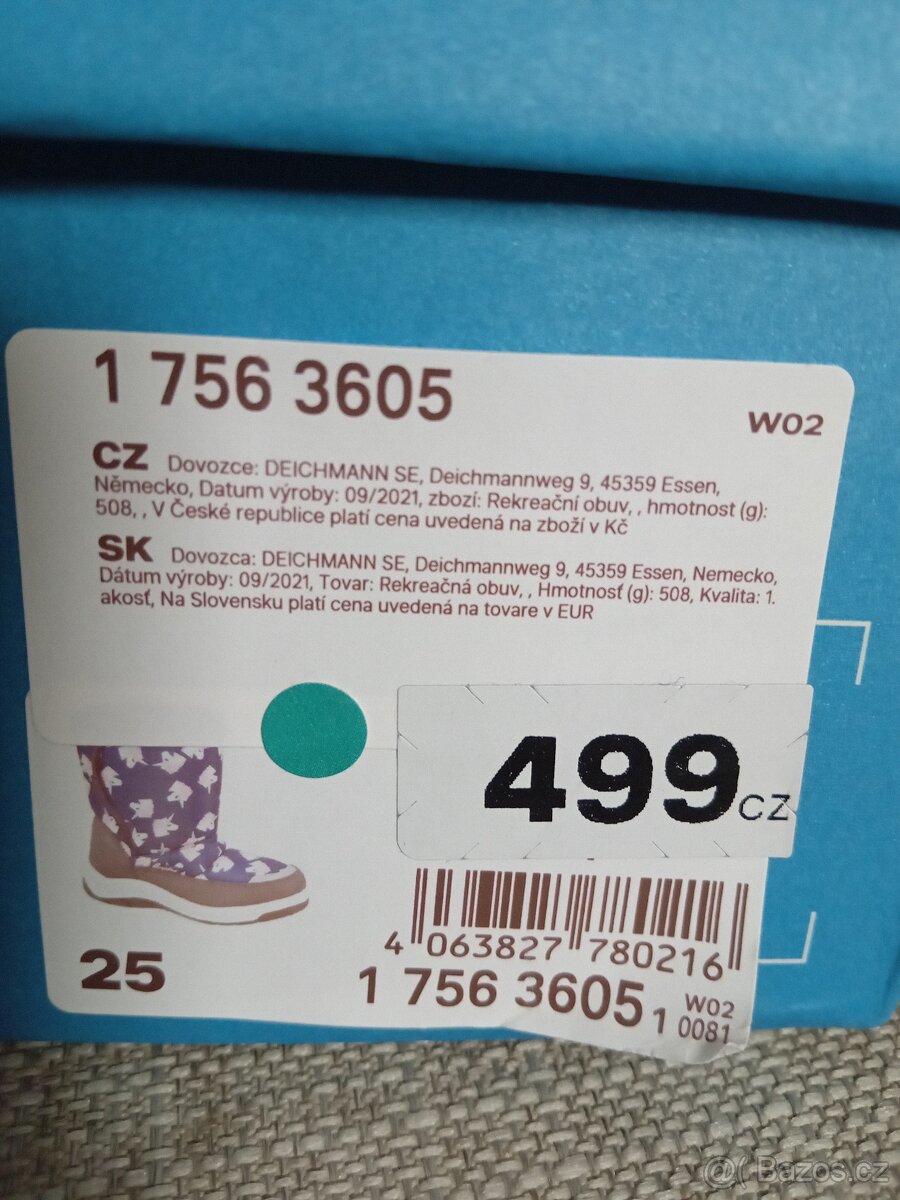 1 756 3605
W02
CZ Dovozce: DEICHMANN SE, Deichmannweg 9, 45359 Essen,
Německo, Datum výroby: 09/2021, zbozí: Rekreační obuv, , hmotnost (g):
508, , V České republice platí cena uvedená na zboží v Kč
SK Dovozca: DEICHMANN SE, Deichmannweg 9, 45359 Essen, Nemecko,
Dátum výroby: 09/2021, Tovar: Rekreačná obuv, , Hmotnosť (g): 508, Kvalita: 1.
akosť, Na Slovensku platí cena uvedená na tovare v EUR
499 CZ
4 063827 780216
25
1 756 3605 1
W02
0081
@( Bazos.cz